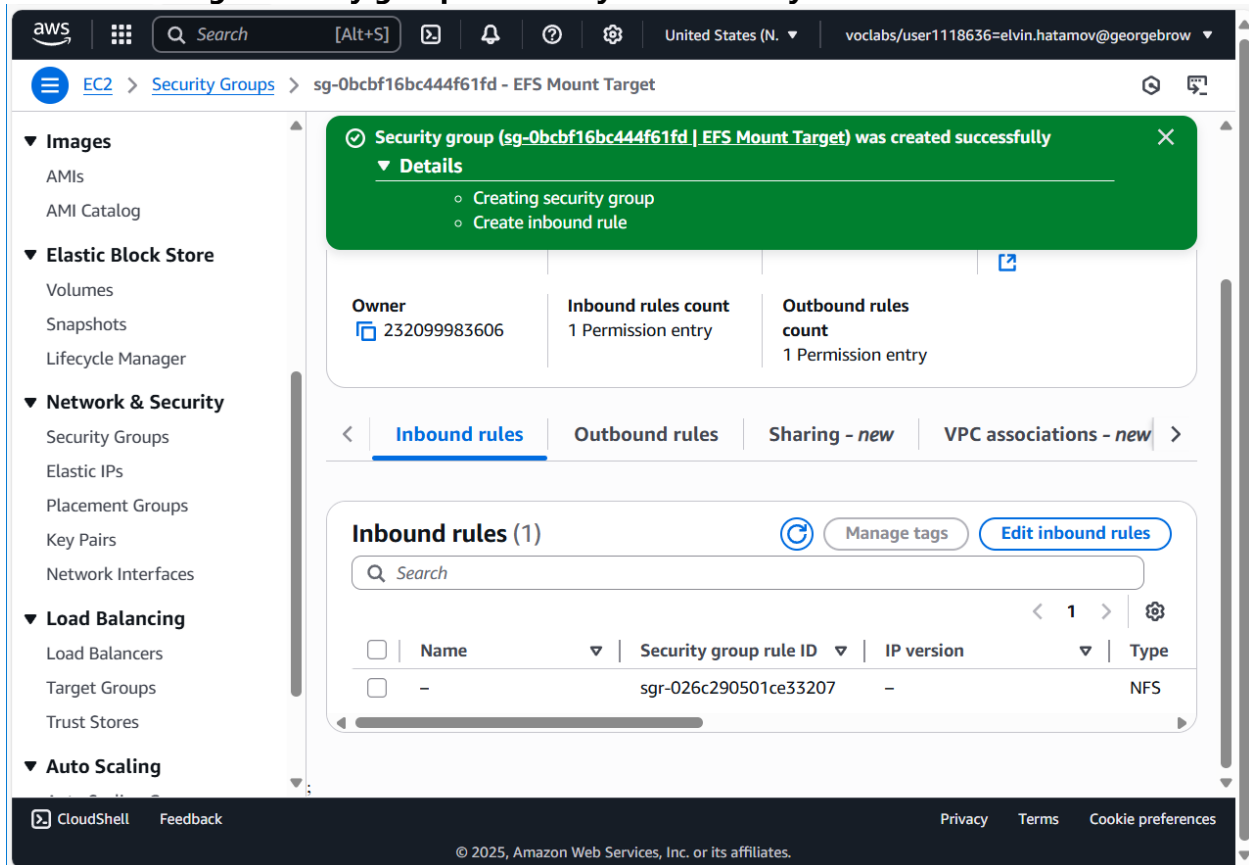 aws
Search [Alt+S] United States (N. ▼ voclabs/user1118636=elvin.hatamov@georgebrow ▼
EC2 > Security Groups > sg-0bcbf16bc444f61fd - EFS Mount Target
▼ Images
AMIs
AMI Catalog
▼ Elastic Block Store
Volumes
Snapshots
Lifecycle Manager
▼ Network & Security
Security Groups
Elastic IPs
Placement Groups
Key Pairs
Network Interfaces
▼ Load Balancing
Load Balancers
Target Groups
Trust Stores
▼ Auto Scaling
Security group (sg-0bcbf16bc444f61fd | EFS Mount Target) was created successfully
▼ Details
Creating security group
Create inbound rule
Owner
232099983606
Inbound rules count
1 Permission entry
Outbound rules
count
1 Permission entry
Inbound rules
Outbound rules
Sharing - new
VPC associations - new
Inbound rules (1)
Manage tags
Edit inbound rules
Search
< 1 >
Name Security group rule ID IP version Type
– sgr-026c290501ce33207 – NFS
;
CloudShell Feedback Privacy Terms Cookie preferences
© 2025, Amazon Web Services, Inc. or its affiliates.